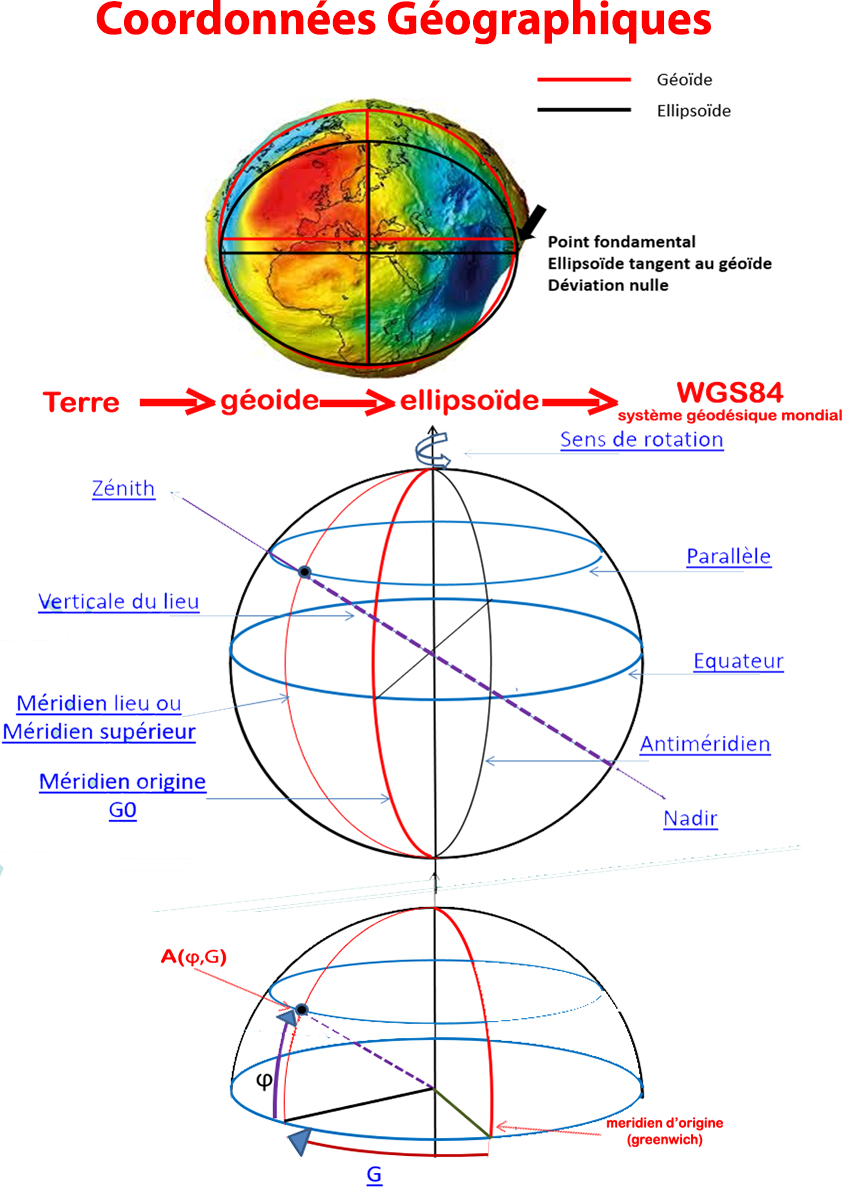 Coordonnées Géographiques
Géoïde
Ellipsoïde
Point fondamental
Ellipsoïde tangent au géoïde
Déviation nulle
Terre
géoide
ellipsoïde
WGS84
système géodésique mondial
Sens de rotation
Zénith
Parallèle
Verticale du lieu
Equateur
Méridien lieu ou
Méridien supérieur
Antiméridien
Méridien origine
G0
Nadir
A(φ,G)
φ
meridien d'origine
(greenwich)
G